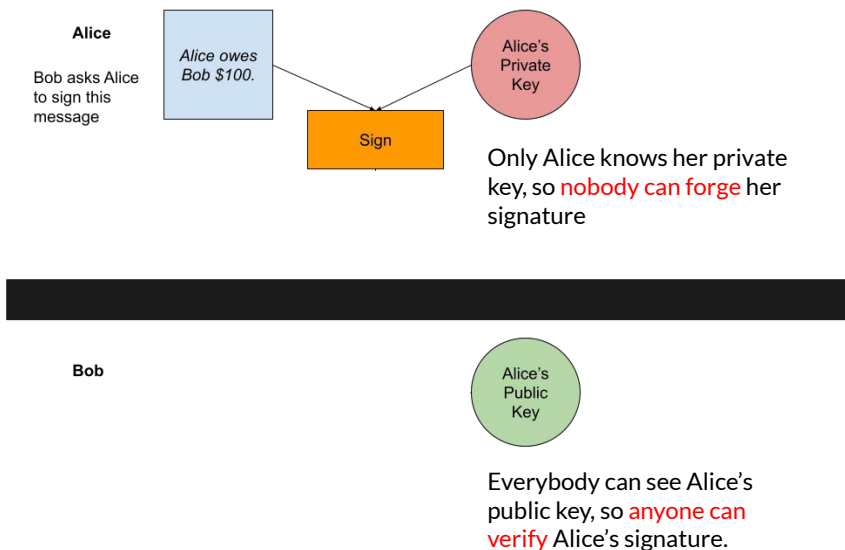 Alice
Bob asks Alice
to sign this
message
Alice owes
Bob $100.
Alice's
Private
Key
Sign
Only Alice knows her private
key, so nobody can forge her
signature
Bob
Alice's
Public
Key
Everybody can see Alice's
public key, so anyone can
verify Alice's signature.